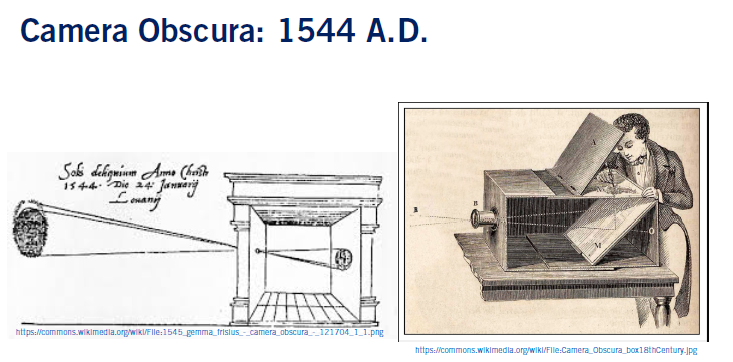 Camera Obscura: 1544 A.D.
Solis deliquium Anno Christi
1544. Die 24: Januarij
Louanij
https://commons.wikimedia.org/wiki/File:1545_gemma_frisius_-_camera_obscura_-_121704_1_1.png
A
B
B
M
O
https://commons.wikimedia.org/wiki/File:Camera_Obscura_box18thCentury.jpg